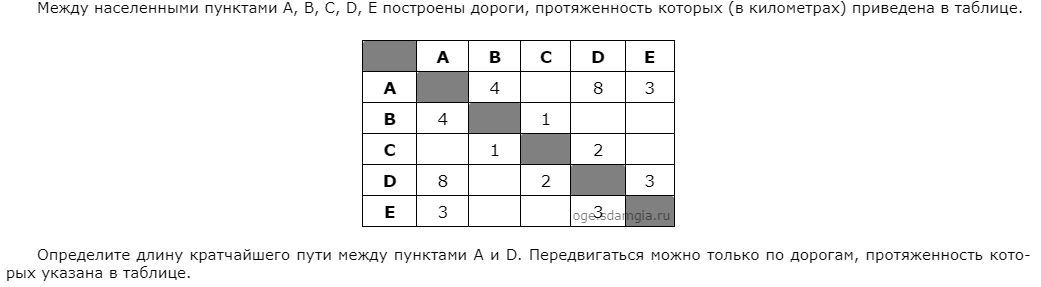 Между населенными пунктами A, B, C, D, E построены дороги, протяженность которых (в километрах) приведена в таблице.
A B C D E
A 4 8 3
B 4 1
C 1 2
D 8 2 3
E 3 3
oge.sdamgia.ru
Определите длину кратчайшего пути между пунктами A и D. Передвигаться можно только по дорогам, протяженность кото-
рых указана в таблице.